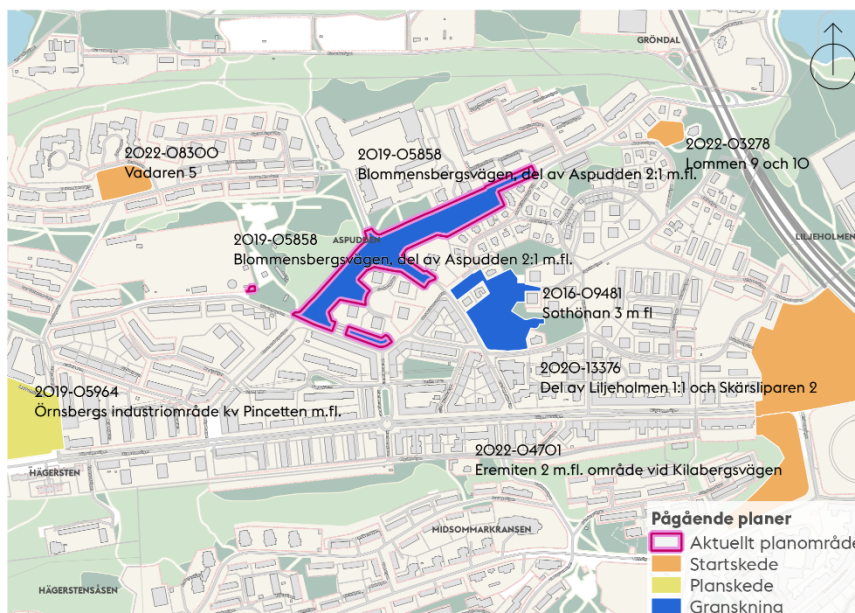 GRÖNDAL
2022-08300
Vadaren 5
2019-05858
Blommensbergsvägen, del av Aspudden 2:1 m.fl.
2022-03278
Lommen 9 och 10
LILJEHOLMEN
ASPUDDEN
2019-05858
Blommensbergsvägen, del av Aspudden 2:1 m.fl.
2016-09481
Sothönan 3 m fl
2020-13376
Del av Liljeholmen 1:1 och Skärsliparen 2
2019-05964
Örnsbergs industriområde kv Pincetten m.fl.
2022-04701
Eremiten 2 m.fl. område vid Kilabergsvägen
HÄGERSTEN
MIDSOMMARKRANSEN
HÄGERSTENSÅSEN
Pågående planer
Aktuellt planområde
Startskede
Planskede
Granskning